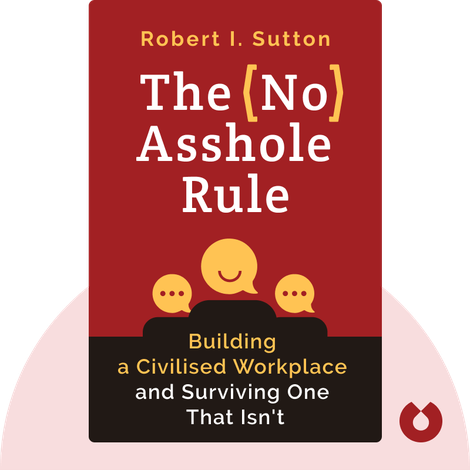 Robert I. Sutton
The {No}
Asshole
Rule
Building
a Civilised Workplace
and Surviving One
That Isn't